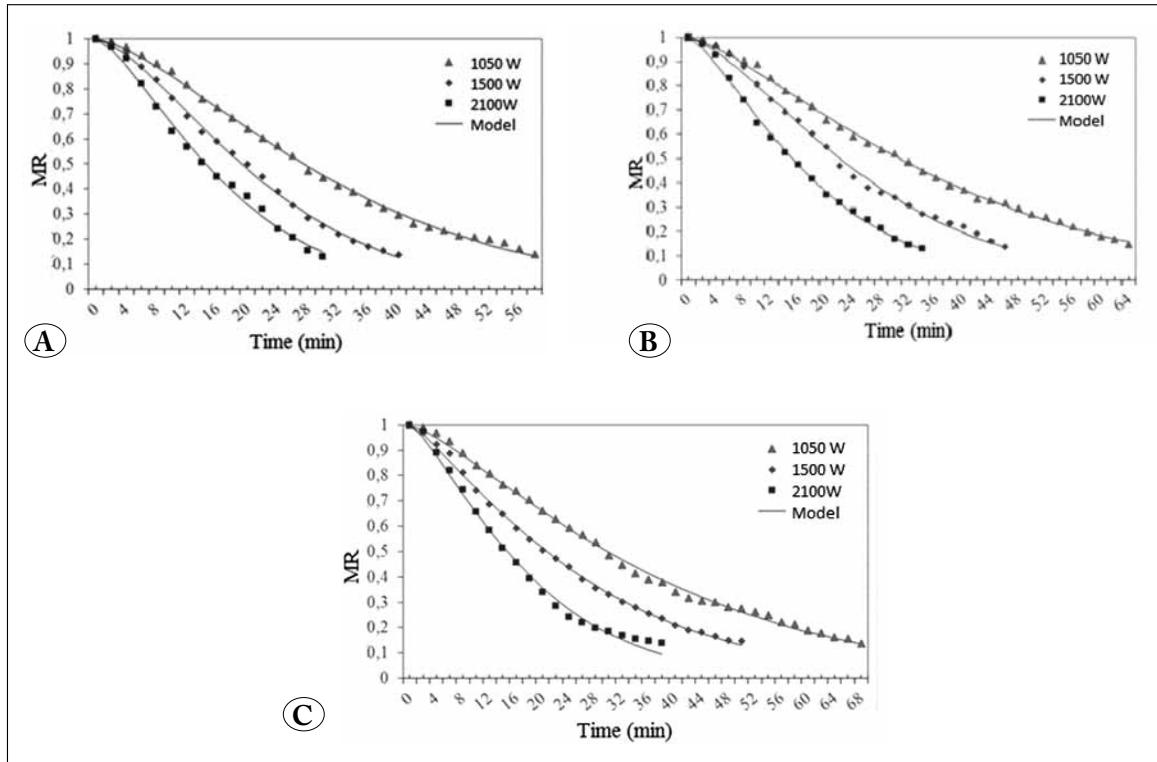 1
0,9
0,8
0,7
0,6
0,5
0,4
0,3
0,2
0,1
0
MR
1050 W
1500 W
2100W
Model
0 4 8 12 16 20 24 28 32 36 40 44 48 52 56
Time (min)
A
1
0,9
0,8
0,7
0,6
0,5
0,4
0,3
0,2
0,1
0
MR
1050 W
1500 W
2100W
Model
0 4 8 12 16 20 24 28 32 36 40 44 48 52 56 60 64
Time (min)
B
1
0,9
0,8
0,7
0,6
0,5
0,4
0,3
0,2
0,1
0
MR
1050 W
1500 W
2100W
Model
0 4 8 12 16 20 24 28 32 36 40 44 48 52 56 60 64 68
Time (min)
C